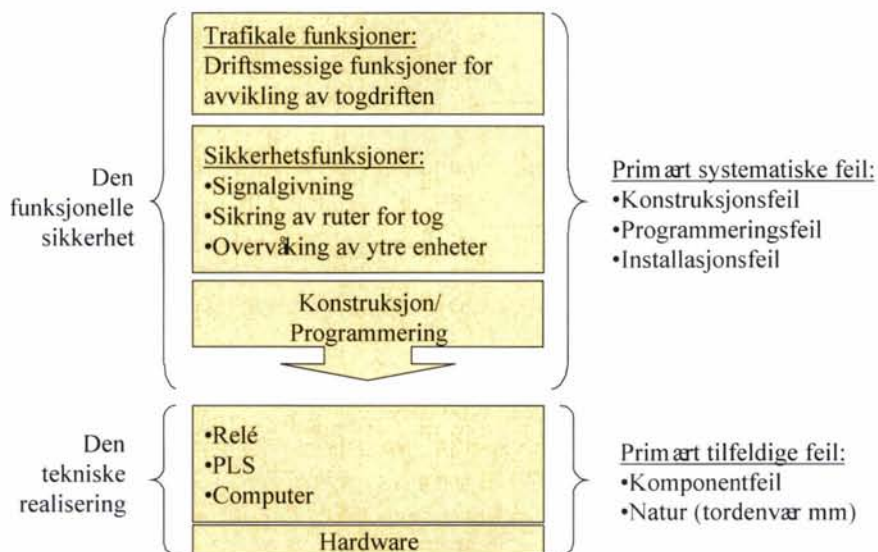 Trafikale funksjoner:
Driftsmessige funksjoner for
avvikling av togdriften
Den
funksjonelle
sikkerhet
Sikkerhetsfunksjoner:
•Signalgivning
•Sikring av ruter for tog
•Overvåking av ytre enheter
Konstruksjon/
Programmering
Primært systematiske feil:
•Konstruksjonsfeil
•Programmeringsfeil
•Installasjonsfeil
Den
tekniske
realisering
•Relé
•PLS
•Computer
Hardware
Primært tilfeldige feil:
•Komponentfeil
•Natur (tordenvær mm)